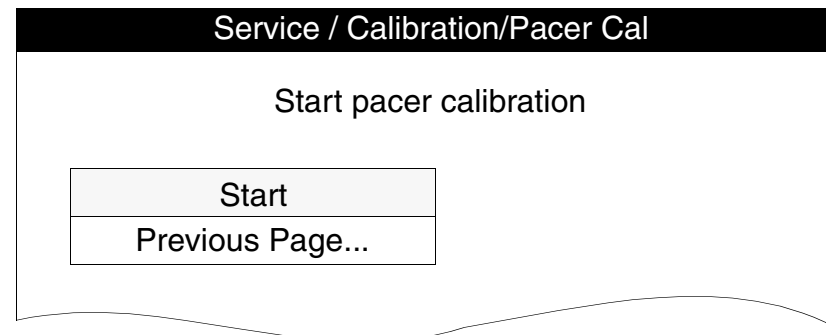 Service / Calibration/Pacer Cal
Start pacer calibration
Start
Previous Page...